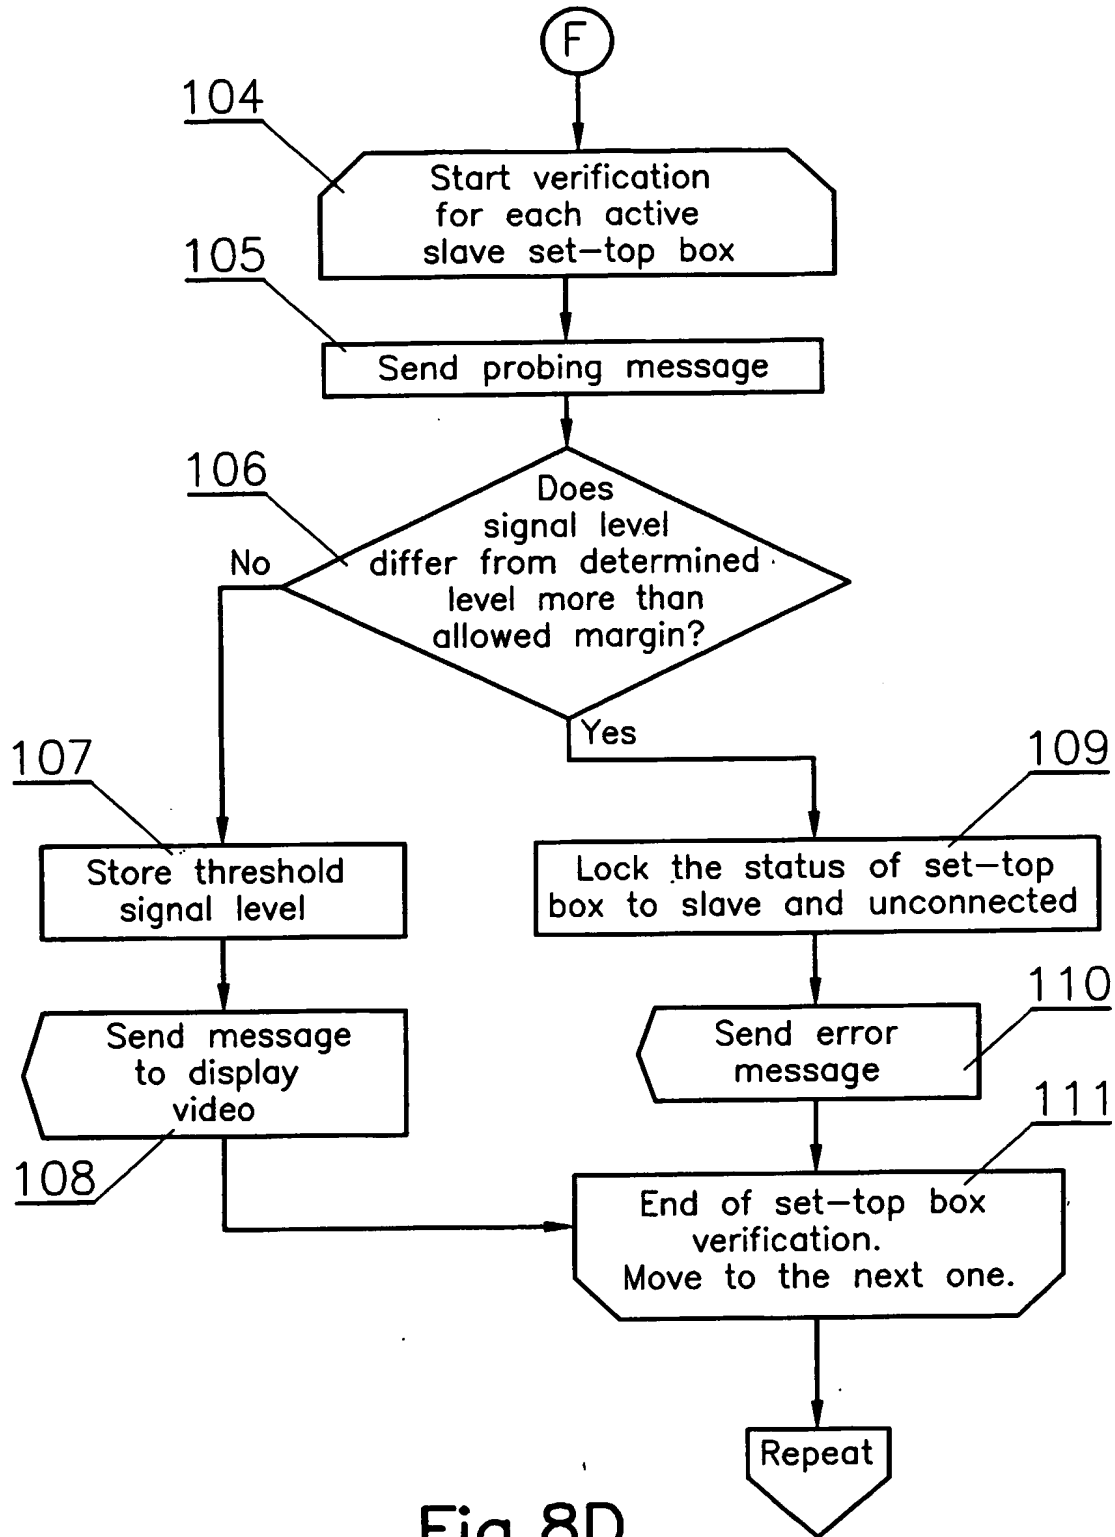 F
104
Start verification
for each active
slave set-top box
105
Send probing message
106
Does
signal level
differ from determined
level more than
allowed margin?
No
Yes
107
Store threshold
signal level
109
Lock the status of set-top
box to slave and unconnected
Send message
to display
video
108
110
Send error
message
111
End of set-top box
verification.
Move to the next one.
Repeat
Fig.8D